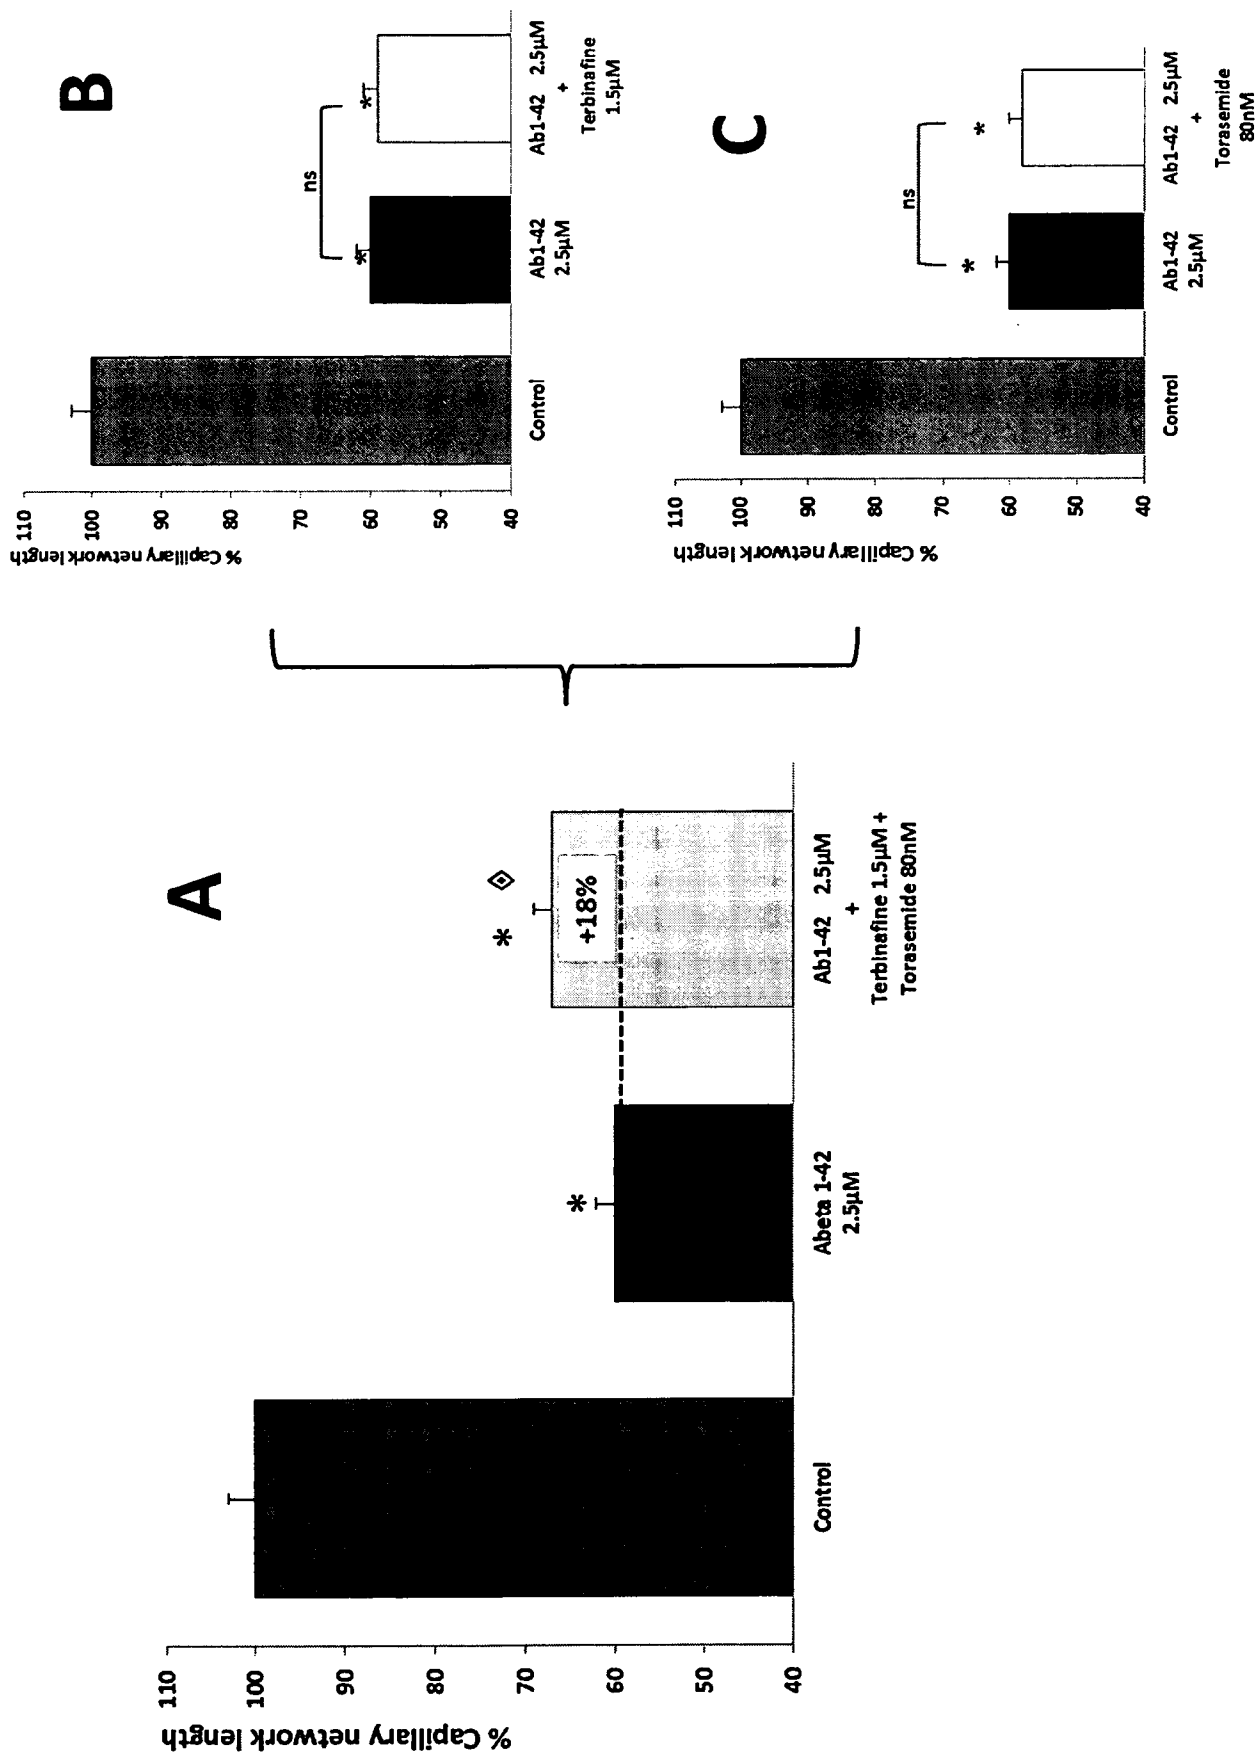 A
% Capillary network length
110
100
90
80
70
60
50
40
*
* ◈
+18%
Control
Abeta 1-42
2.5µM
Ab1-42 2.5µM
+
Terbinafine 1.5µM +
Torasemide 80nM
B
% Capillary network length
110
100
90
80
70
60
50
40
ns
*
*
Control
Ab1-42
2.5µM
Ab1-42 2.5µM
+
Terbinafine
1.5µM
C
% Capillary network length
110
100
90
80
70
60
50
40
ns
*
*
Control
Ab1-42
2.5µM
Ab1-42 2.5µM
+
Torasemide
80nM